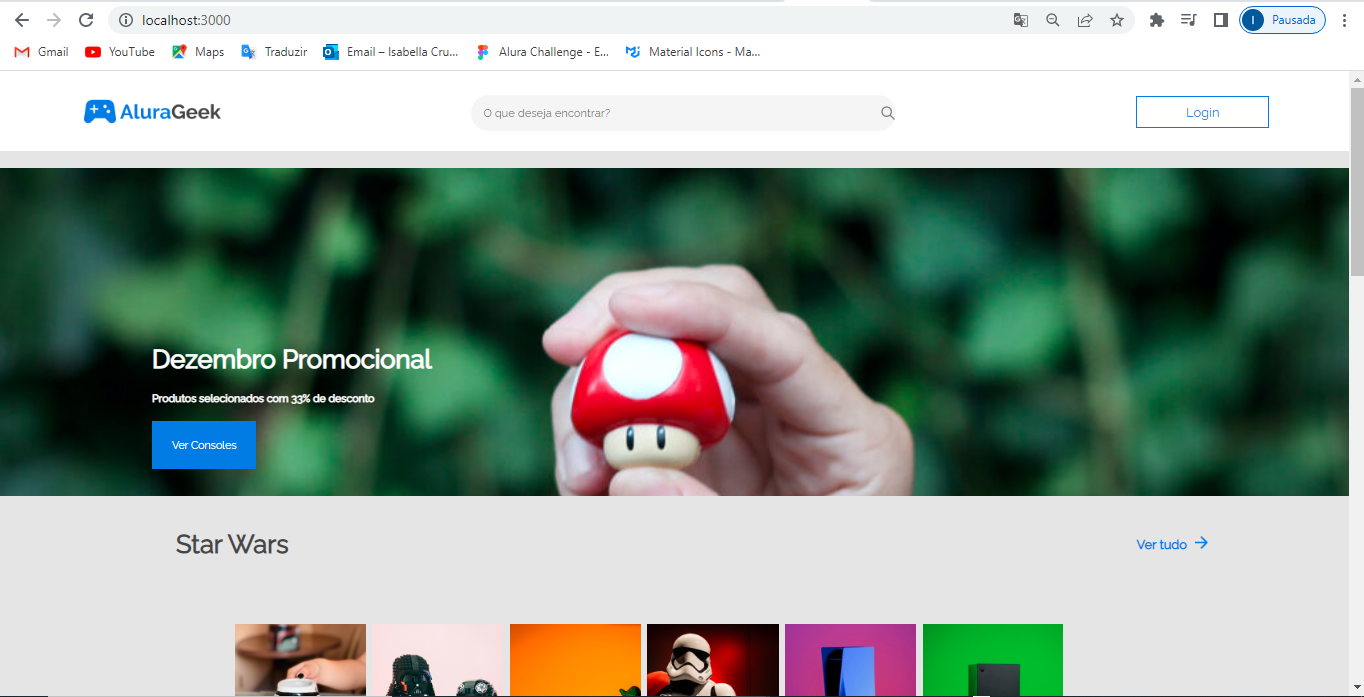 localhost:3000
I
Pausada
Gmail
YouTube
Maps
Traduzir
Email – Isabella Cru...
Alura Challenge - E...
Material Icons - Ma...
AluraGeek
O que deseja encontrar?
Login
Dezembro Promocional
Produtos selecionados com 33% de desconto
Ver Consoles
Star Wars
Ver tudo